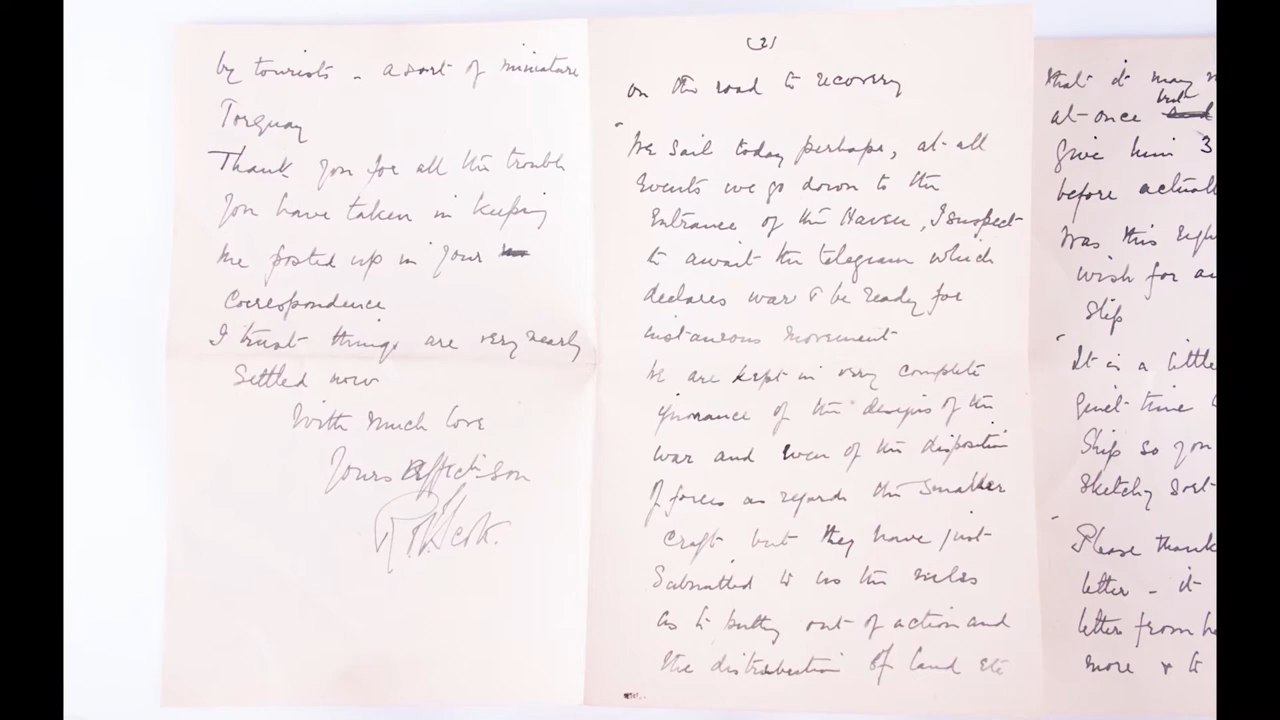 by tourists - a sort of miniature
Torquay
Thank you for all the trouble
you have taken in keeping
me posted up in your
correspondence
I trust things are very nearly
settled now
With much love
Yours Affect: son
R F Scott.
(2)
on the road to recovery
We sail today perhaps, at all
events we go down to the
Entrance of the Haven, I suspect
to await the telegram which
declares war & be ready for
instaneous movement
We are kept in very complete
ignorance of the designs of the
war and even of the disposition
of forces as regards the smaller
craft but they have just
submitted to us the rules
as to putting out of action and
the distribution of land etc
that it may
at-once but
give him 3
before actuall
Was this righ
wish for an
ship
It is a little
quiet time
Ship so you
sketchy sort
Please thank
letter - it
letter from h
more & to